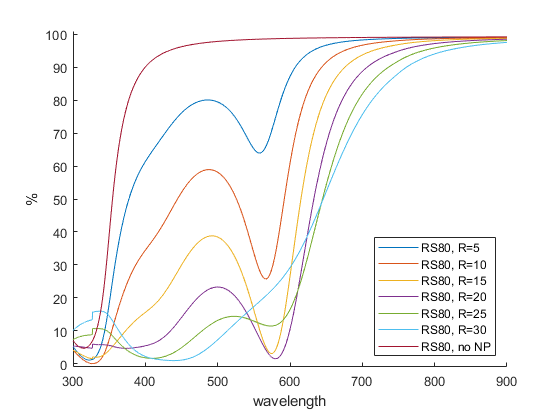 100
90
80
70
60
50
40
30
20
10
0
%
300 400 500 600 700 800 900
wavelength
RS80, R=5
RS80, R=10
RS80, R=15
RS80, R=20
RS80, R=25
RS80, R=30
RS80, no NP